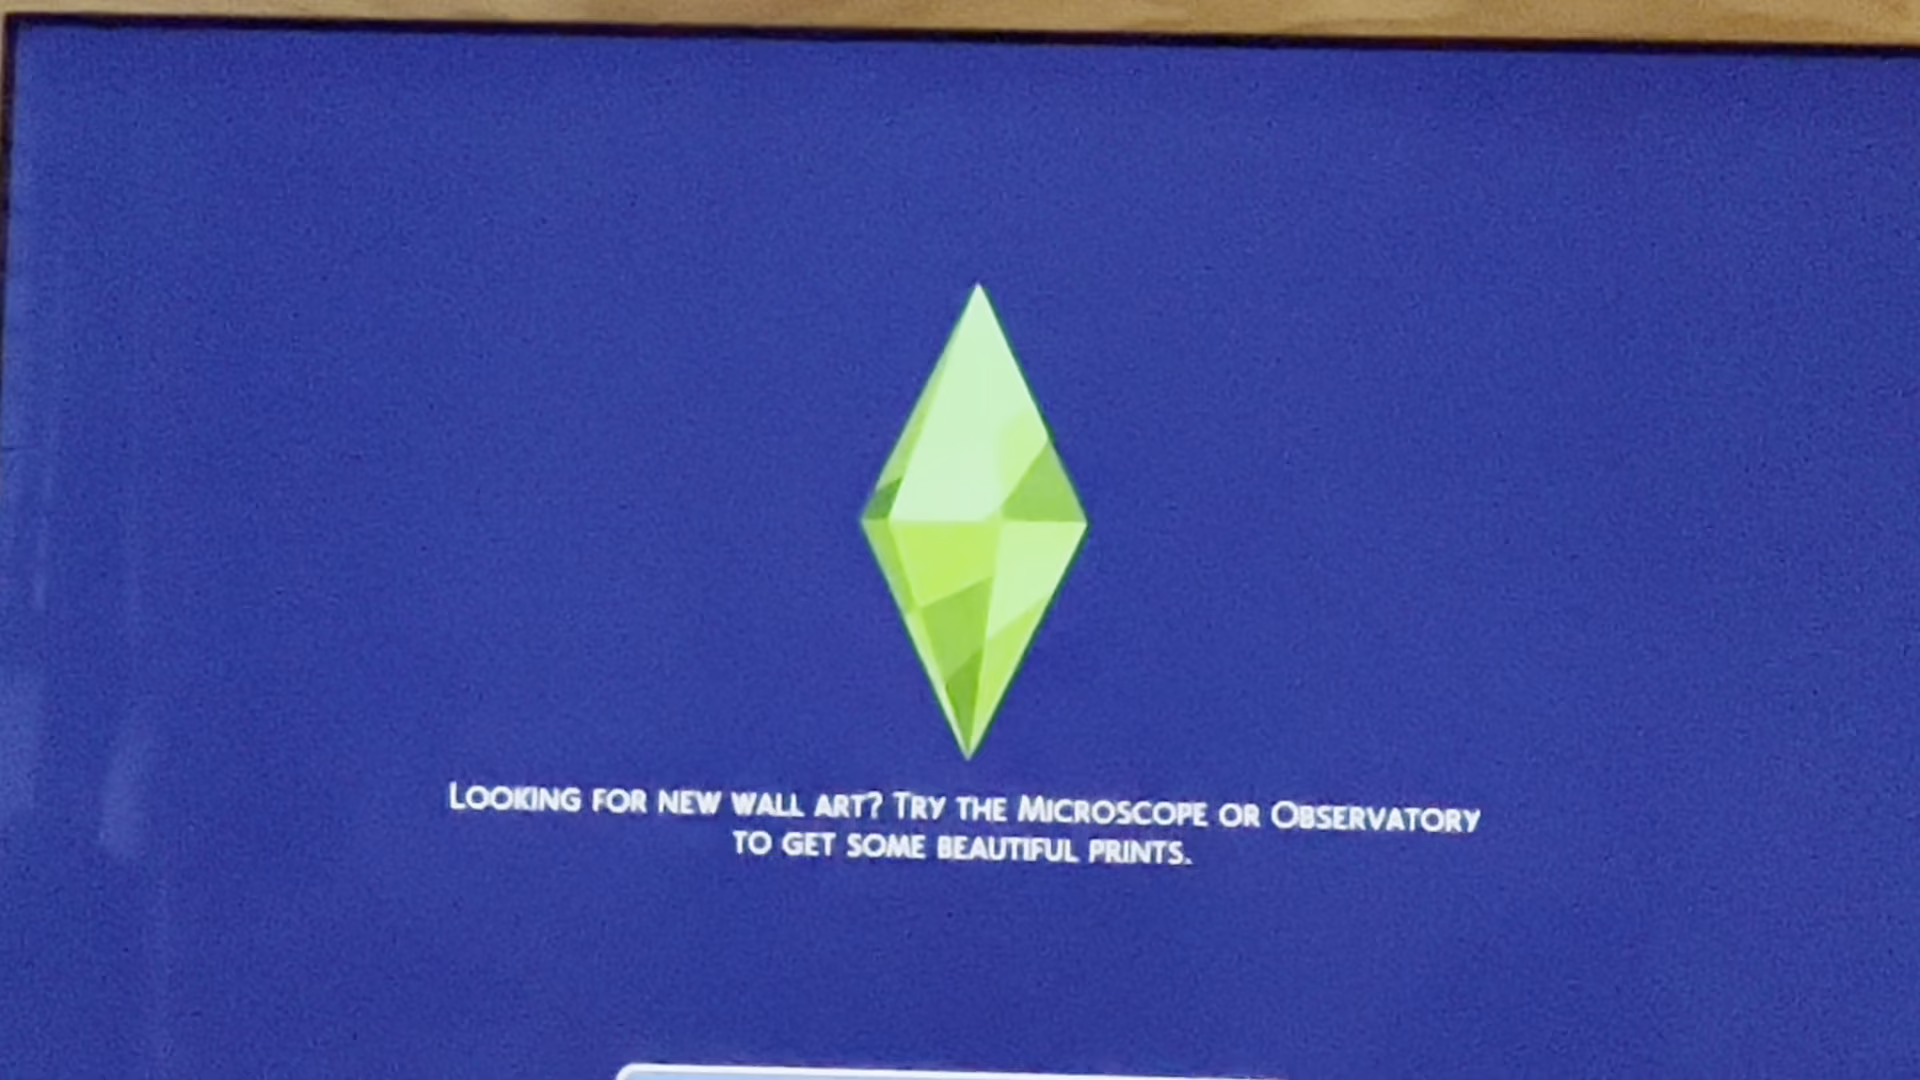 Looking for new wall art? Try the Microscope or Observatory
to get some beautiful prints.